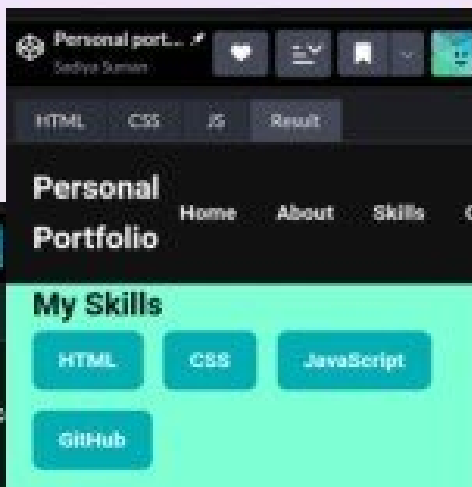 Personal port...
Sadiya Suman
HTML CSS JS Result
Personal
Portfolio
Home About Skills
My Skills
HTML CSS JavaScript
GitHub